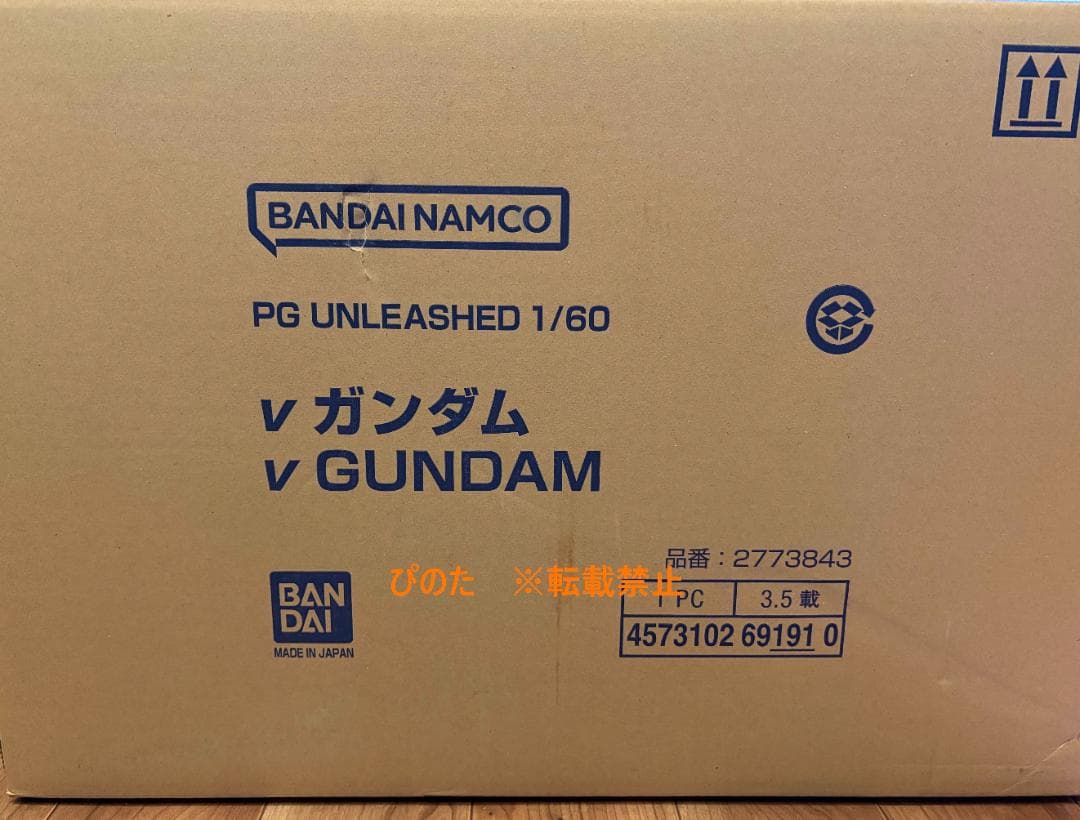 BANDAI NAMCO
PG UNLEASHED 1/60
ν ガンダム
ν GUNDAM
品番：2773843
ぴのた　※転載禁止
1 PC 3.5 載
4573102 69191 0
BAN
DAI
MADE IN JAPAN